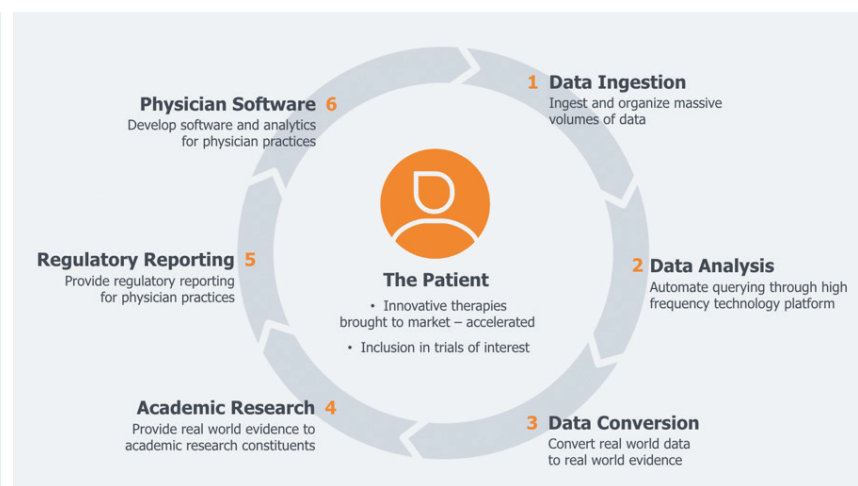 1 Data Ingestion
Ingest and organize massive
volumes of data
2 Data Analysis
Automate querying through high
frequency technology platform
3 Data Conversion
Convert real world data
to real world evidence
Academic Research 4
Provide real world evidence to
academic research constituents
Regulatory Reporting 5
Provide regulatory reporting
for physician practices
Physician Software 6
Develop software and analytics
for physician practices
The Patient
• Innovative therapies
brought to market – accelerated
• Inclusion in trials of interest